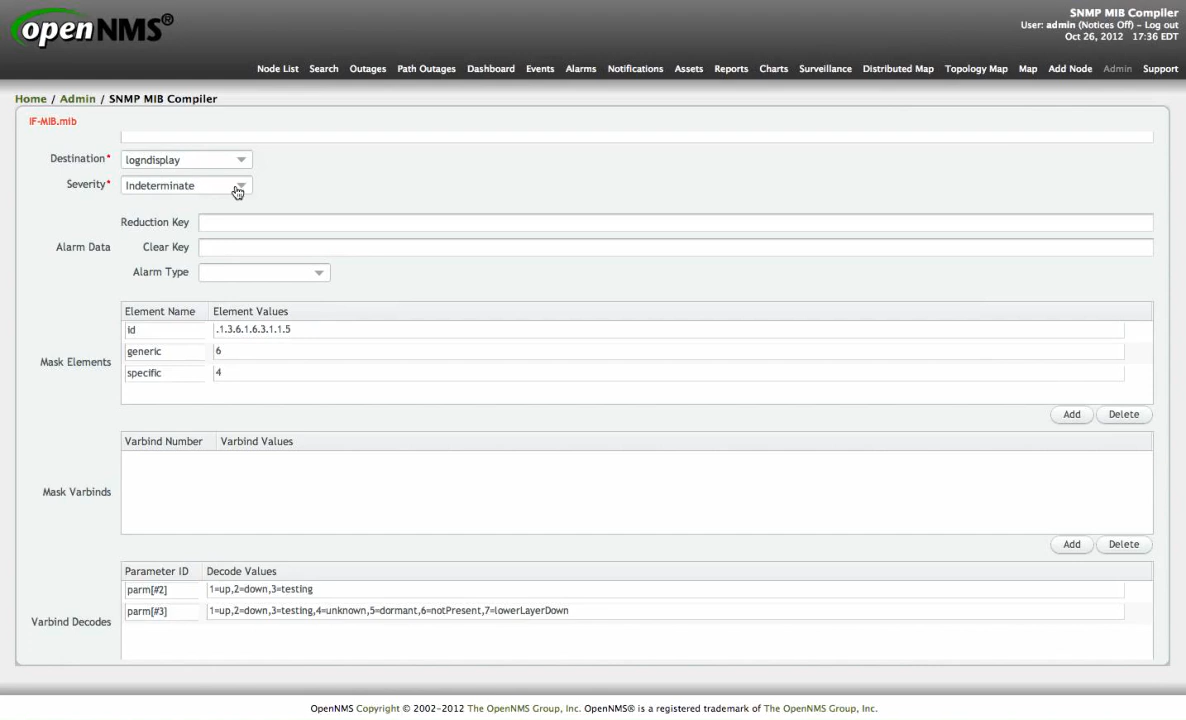 openNMS®
SNMP MIB Compiler
User: admin (Notices Off) – Log out
Oct 26, 2012 17:36 EDT
Node List Search Outages Path Outages Dashboard Events Alarms Notifications Assets Reports Charts Surveillance Distributed Map Topology Map Map Add Node Admin Support
Home / Admin / SNMP MIB Compiler
IF-MIB.mib
Destination* logndisplay
Severity* Indeterminate
Reduction Key
Alarm Data Clear Key
Alarm Type
Element Name Element Values
id .1.3.6.1.6.3.1.1.5
generic 6
Mask Elements
specific 4
Add Delete
Varbind Number Varbind Values
Mask Varbinds
Add Delete
Parameter ID Decode Values
parm[#2] 1=up,2=down,3=testing
parm[#3] 1=up,2=down,3=testing,4=unknown,5=dormant,6=notPresent,7=lowerLayerDown
Varbind Decodes
OpenNMS Copyright © 2002-2012 The OpenNMS Group, Inc. OpenNMS® is a registered trademark of The OpenNMS Group, Inc.